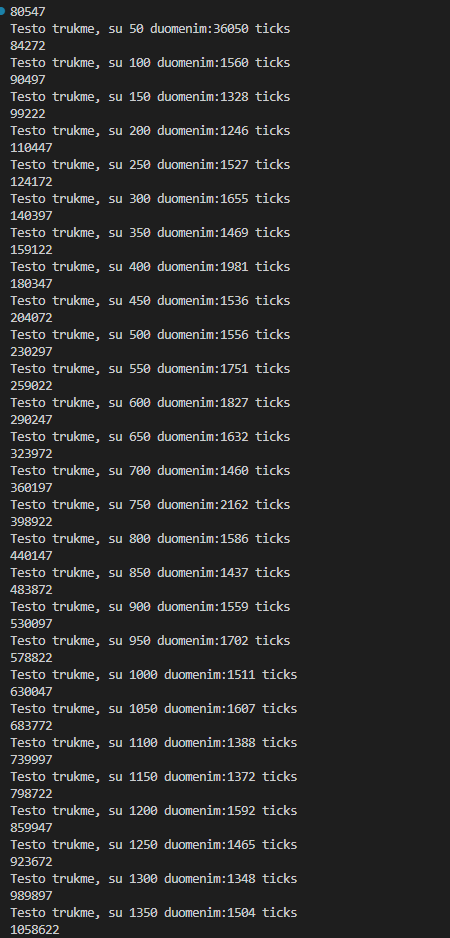 80547
Testo trukme, su 50 duomenim:36050 ticks
84272
Testo trukme, su 100 duomenim:1560 ticks
90497
Testo trukme, su 150 duomenim:1328 ticks
99222
Testo trukme, su 200 duomenim:1246 ticks
110447
Testo trukme, su 250 duomenim:1527 ticks
124172
Testo trukme, su 300 duomenim:1655 ticks
140397
Testo trukme, su 350 duomenim:1469 ticks
159122
Testo trukme, su 400 duomenim:1981 ticks
180347
Testo trukme, su 450 duomenim:1536 ticks
204072
Testo trukme, su 500 duomenim:1556 ticks
230297
Testo trukme, su 550 duomenim:1751 ticks
259022
Testo trukme, su 600 duomenim:1827 ticks
290247
Testo trukme, su 650 duomenim:1632 ticks
323972
Testo trukme, su 700 duomenim:1460 ticks
360197
Testo trukme, su 750 duomenim:2162 ticks
398922
Testo trukme, su 800 duomenim:1586 ticks
440147
Testo trukme, su 850 duomenim:1437 ticks
483872
Testo trukme, su 900 duomenim:1559 ticks
530097
Testo trukme, su 950 duomenim:1702 ticks
578822
Testo trukme, su 1000 duomenim:1511 ticks
630047
Testo trukme, su 1050 duomenim:1607 ticks
683772
Testo trukme, su 1100 duomenim:1388 ticks
739997
Testo trukme, su 1150 duomenim:1372 ticks
798722
Testo trukme, su 1200 duomenim:1592 ticks
859947
Testo trukme, su 1250 duomenim:1465 ticks
923672
Testo trukme, su 1300 duomenim:1348 ticks
989897
Testo trukme, su 1350 duomenim:1504 ticks
1058622